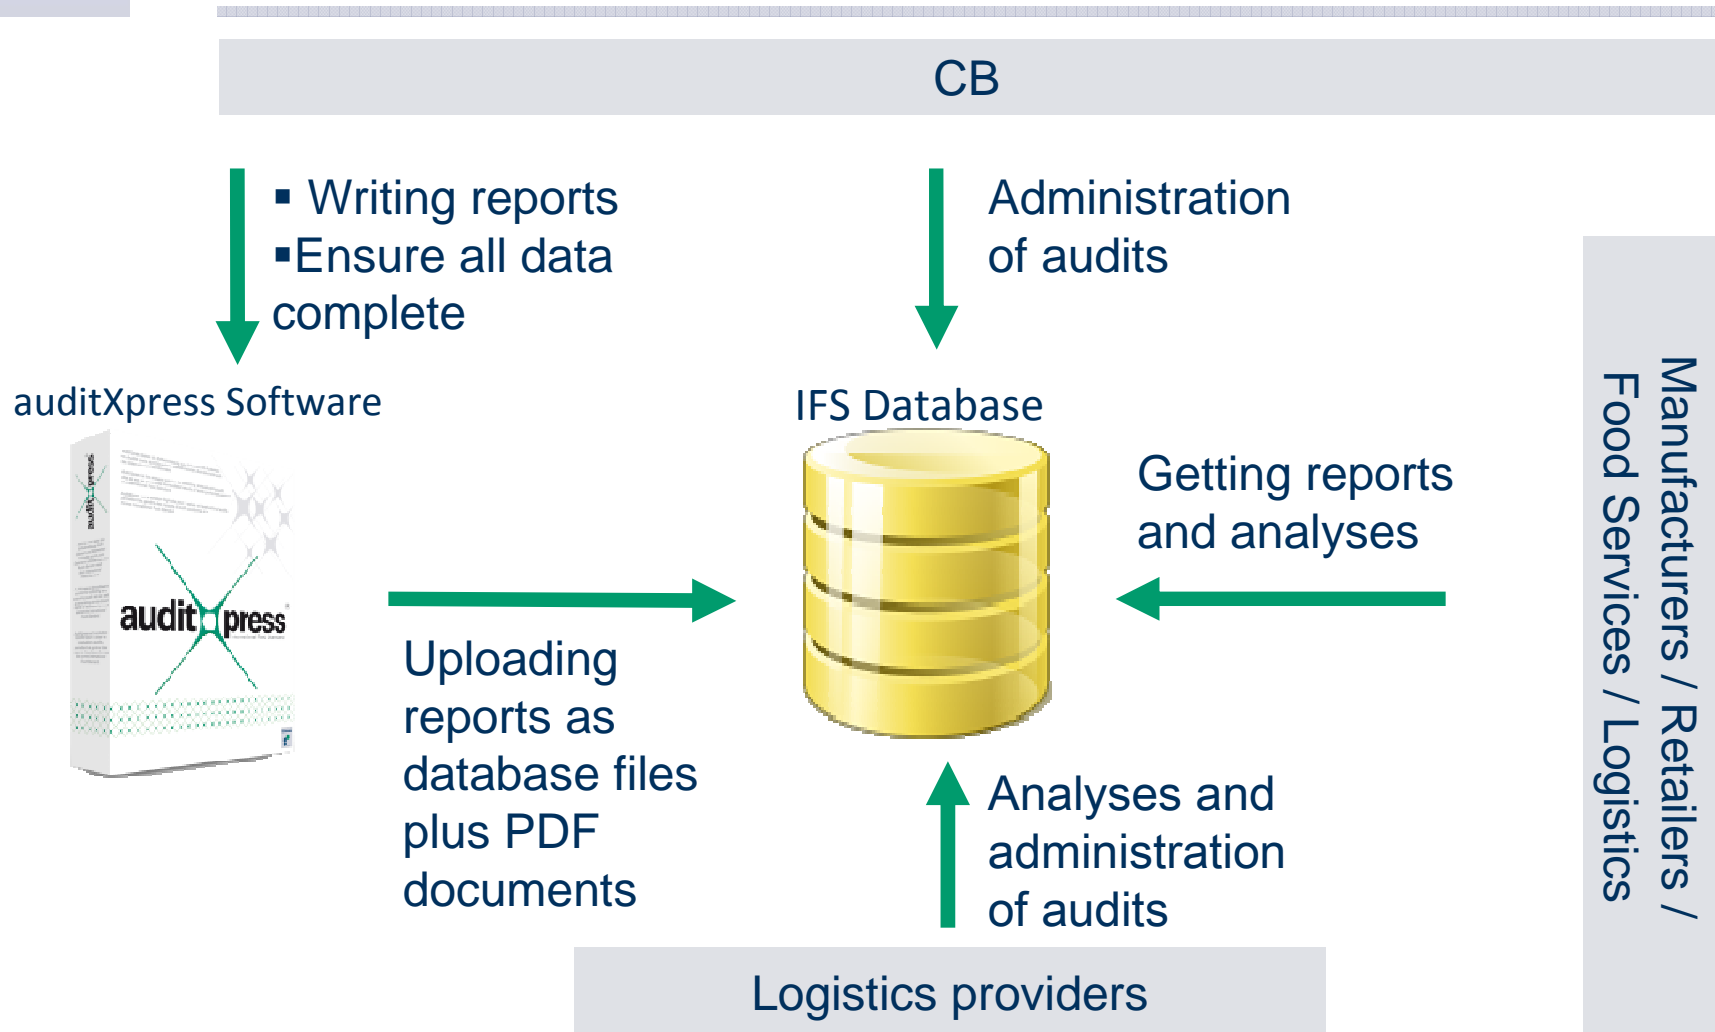 CB
▪ Writing reports
▪Ensure all data
complete
Administration
of audits
auditXpress Software
IFS Database
Getting reports
and analyses
Manufacturers / Retailers /
Food Services / Logistics
auditXpress
auditXpress
Uploading
reports as
database files
plus PDF
documents
Analyses and
administration
of audits
Logistics providers